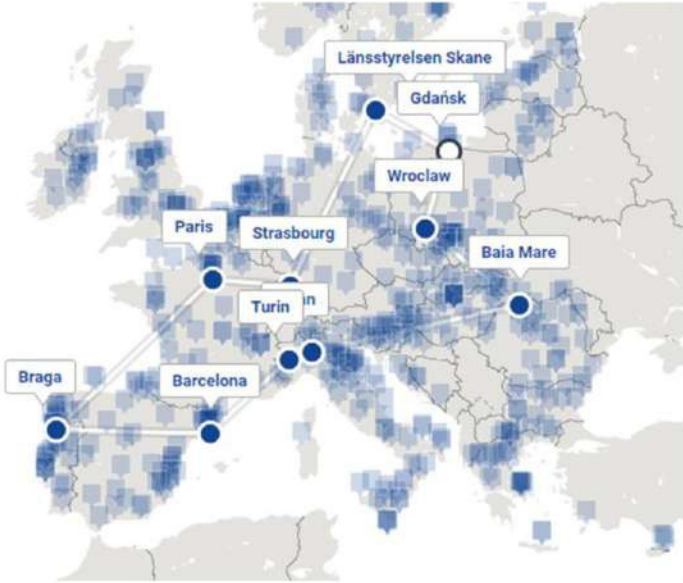 Länsstyrelsen Skane
Gdańsk
Wroclaw
Paris
Strasbourg
Baia Mare
Turin
Braga
Barcelona